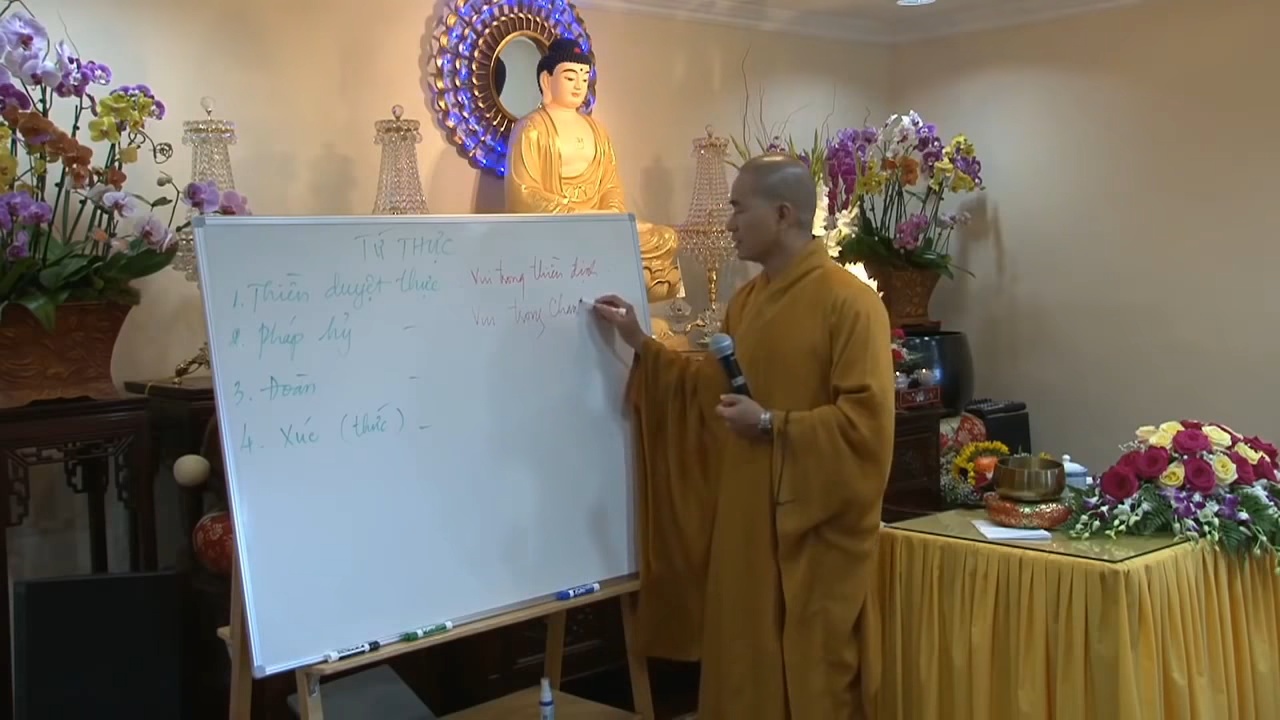 TỨ THỰC
1. Thiền duyệt thực Vui trong thiền định
2. Pháp hỷ - Vui trong Chan
3. Đoàn -
4. Xúc (thức) -